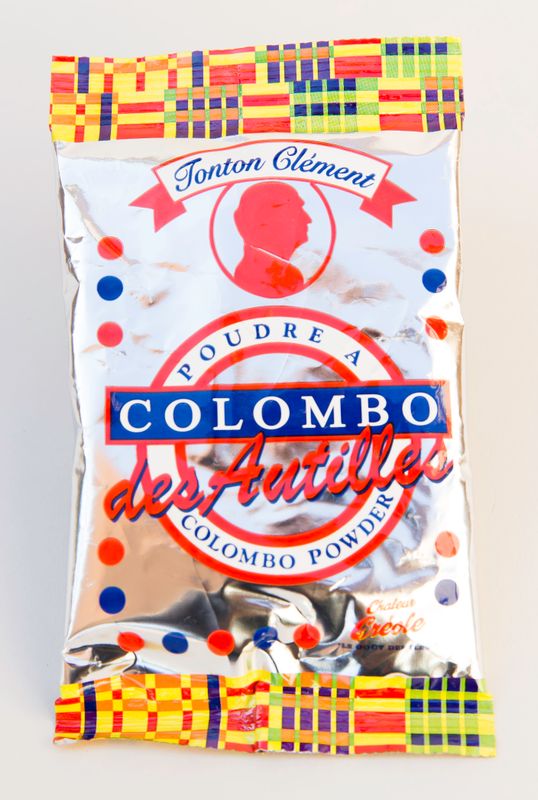 Tonton Clément
POUDRE A
COLOMBO
des Antilles
COLOMBO POWDER
Chaleur
Créole